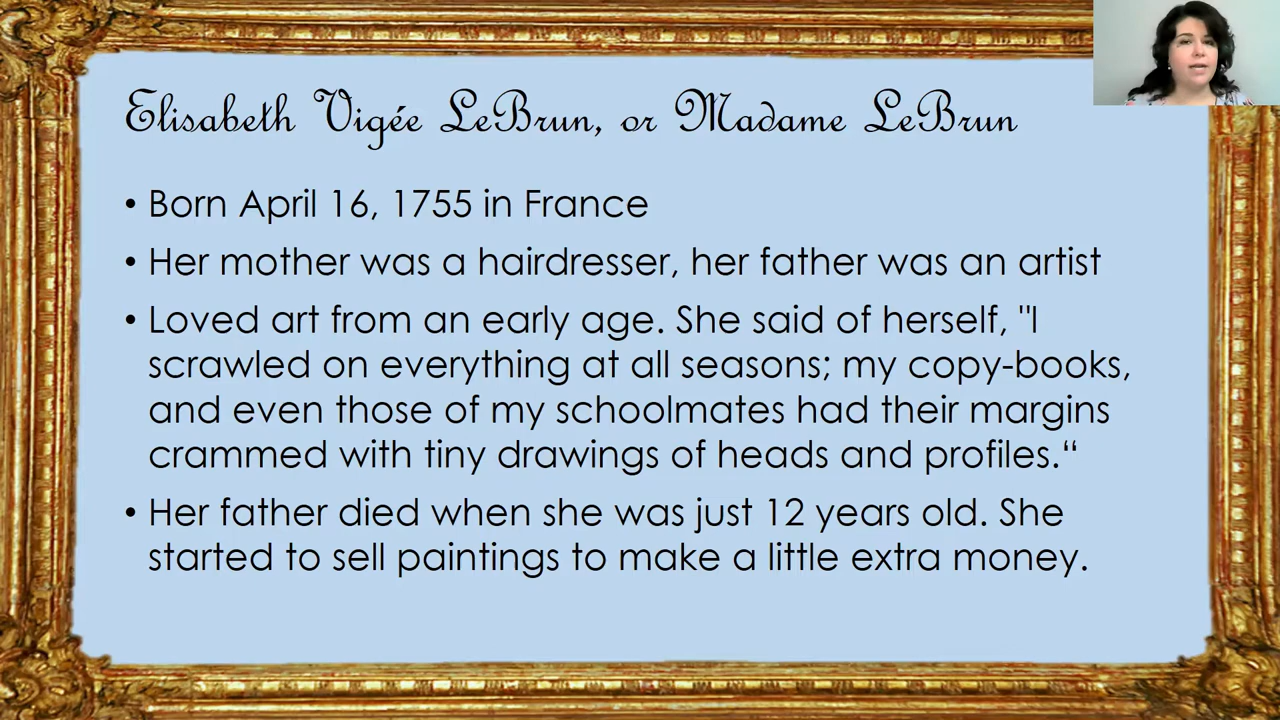 Elisabeth Vigée LeBrun, or Madame LeBrun
• Born April 16, 1755 in France
• Her mother was a hairdresser, her father was an artist
• Loved art from an early age. She said of herself, "I
scrawled on everything at all seasons; my copy-books,
and even those of my schoolmates had their margins
crammed with tiny drawings of heads and profiles.“
• Her father died when she was just 12 years old. She
started to sell paintings to make a little extra money.